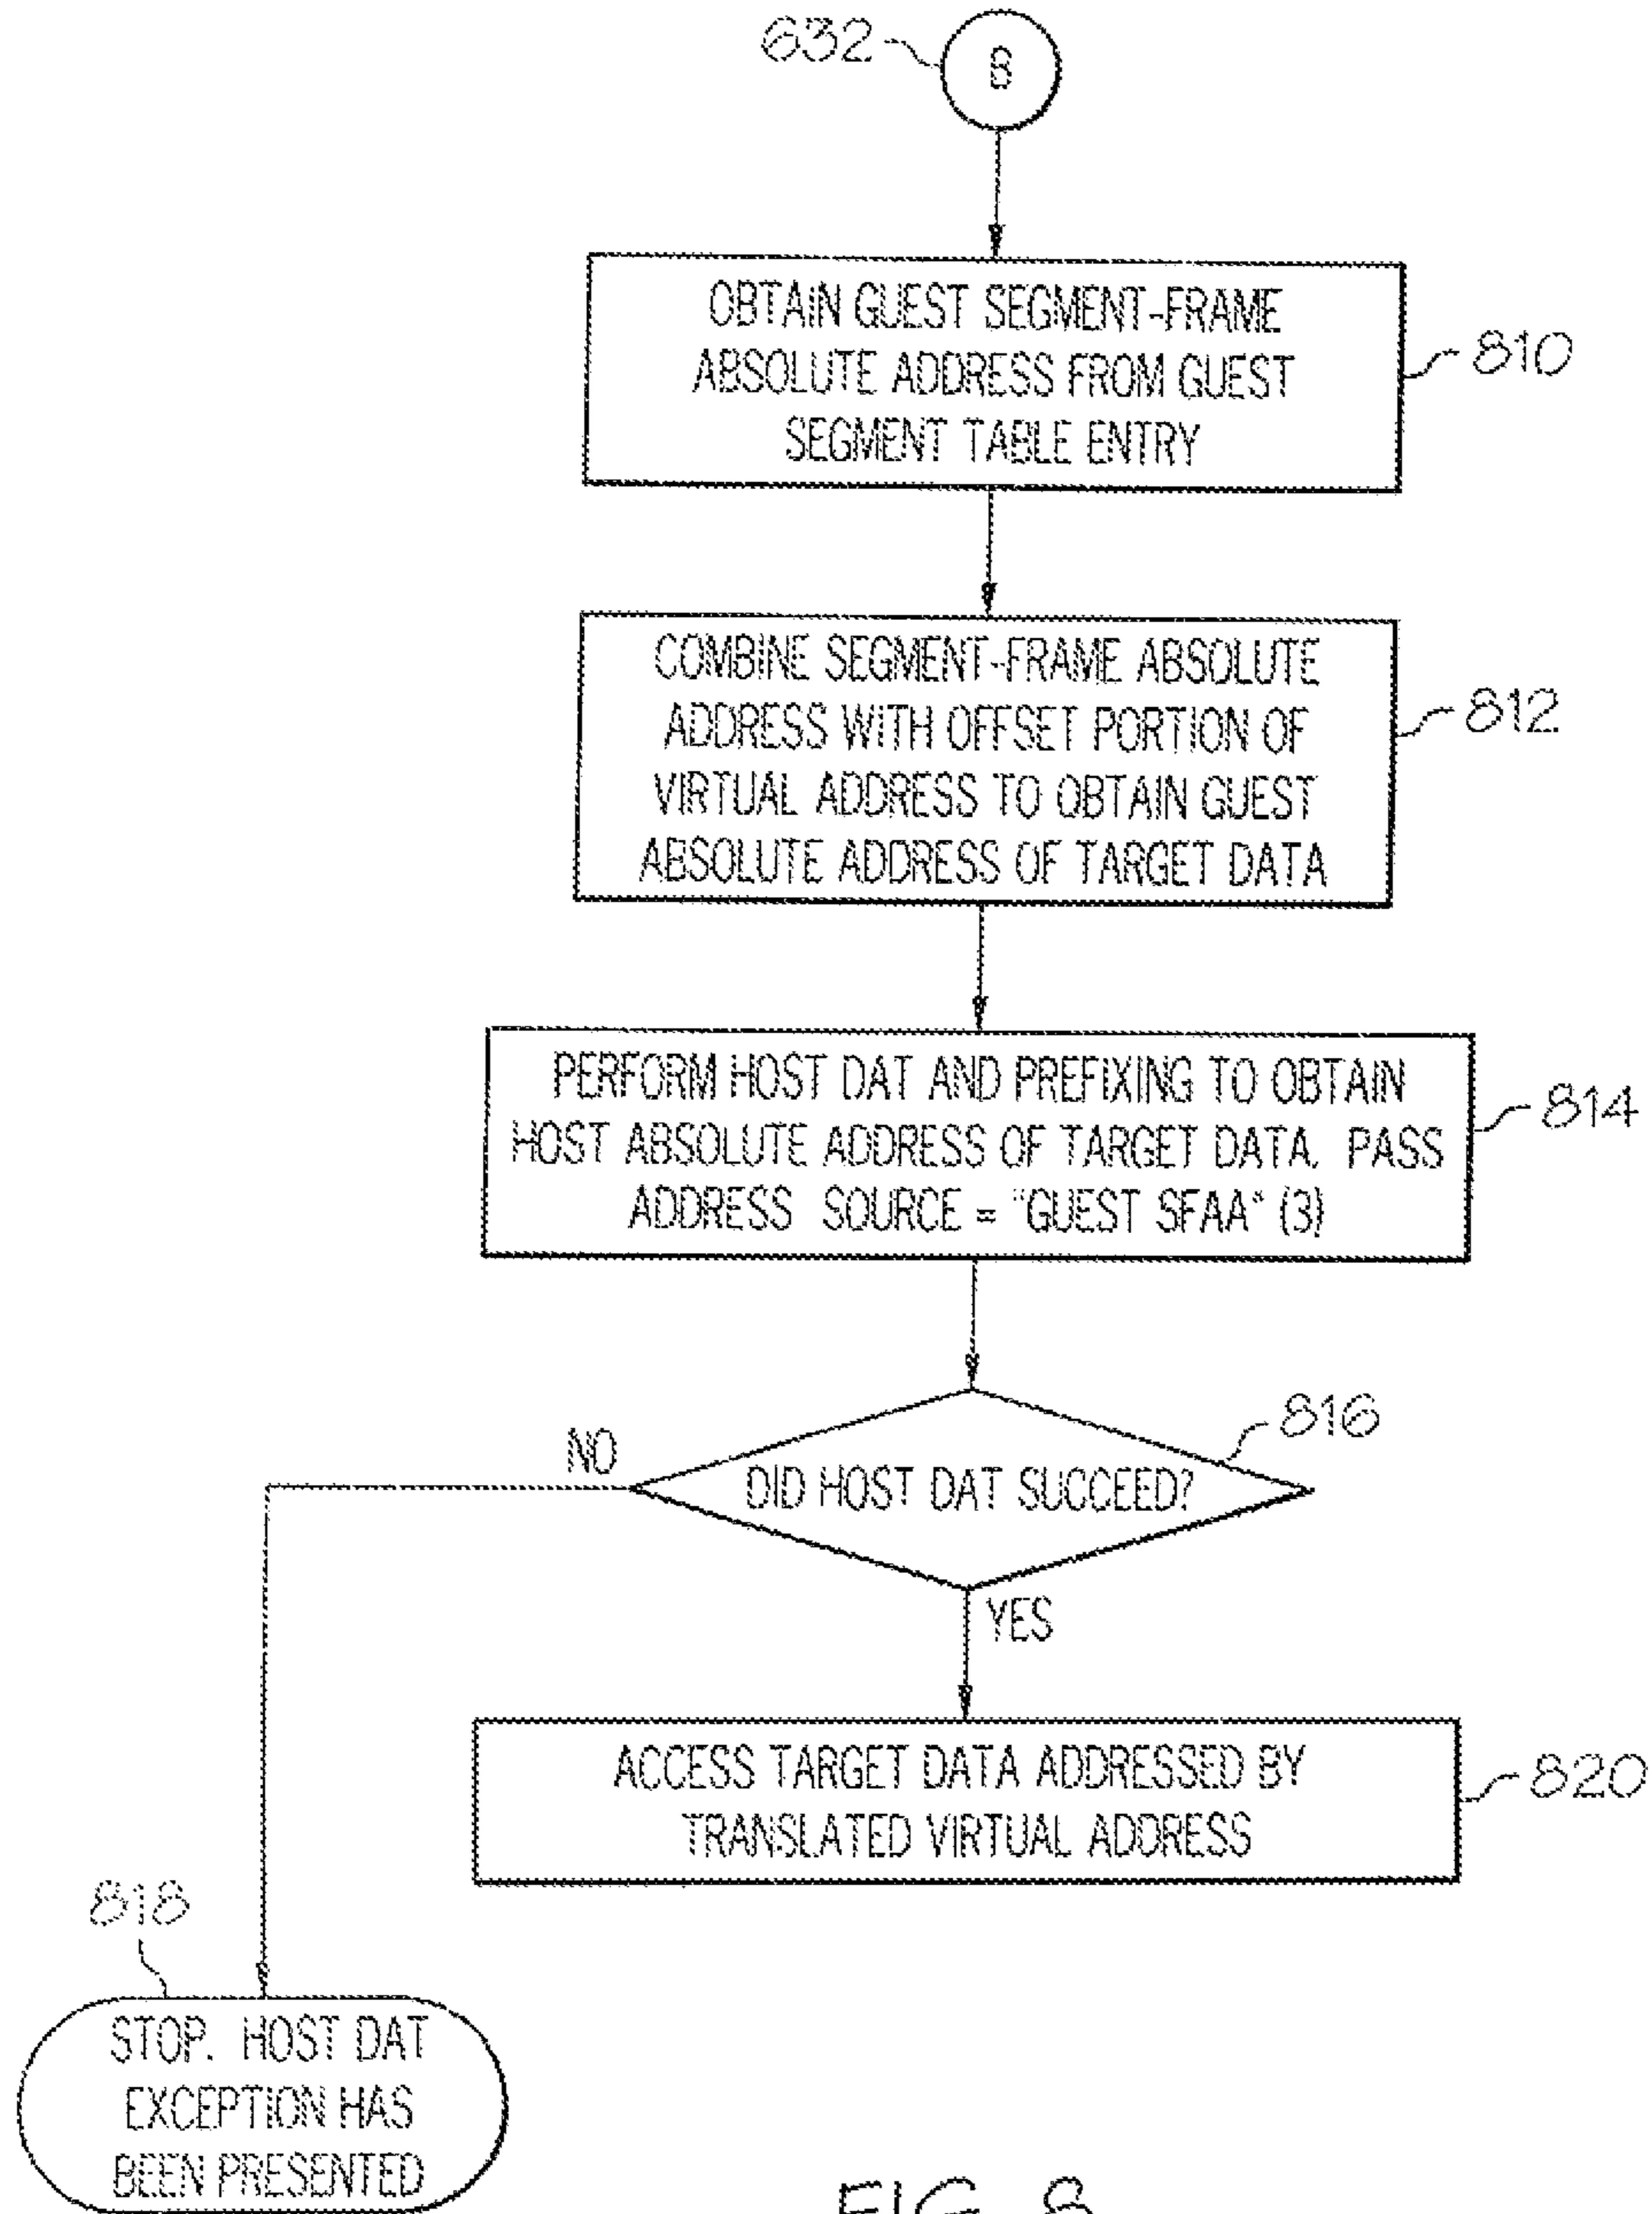 632
B
OBTAIN GUEST SEGMENT-FRAME
ABSOLUTE ADDRESS FROM GUEST
SEGMENT TABLE ENTRY
810
COMBINE SEGMENT-FRAME ABSOLUTE
ADDRESS WITH OFFSET PORTION OF
VIRTUAL ADDRESS TO OBTAIN GUEST
ABSOLUTE ADDRESS OF TARGET DATA
812
PERFORM HOST DAT AND PREFIXING TO OBTAIN
HOST ABSOLUTE ADDRESS OF TARGET DATA. PASS
ADDRESS SOURCE = "GUEST SFAA" (3)
814
DID HOST DAT SUCCEED?
816
NO
YES
ACCESS TARGET DATA ADDRESSED BY
TRANSLATED VIRTUAL ADDRESS
820
818
STOP. HOST DAT
EXCEPTION HAS
BEEN PRESENTED
FIG. 8